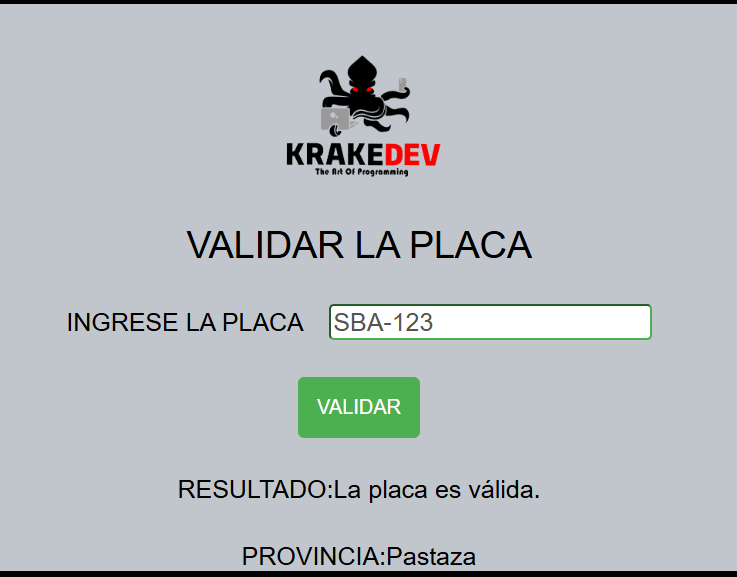 KRAKEDEV
The Art Of Programming
VALIDAR LA PLACA
INGRESE LA PLACA SBA-123
VALIDAR
RESULTADO:La placa es válida.
PROVINCIA:Pastaza